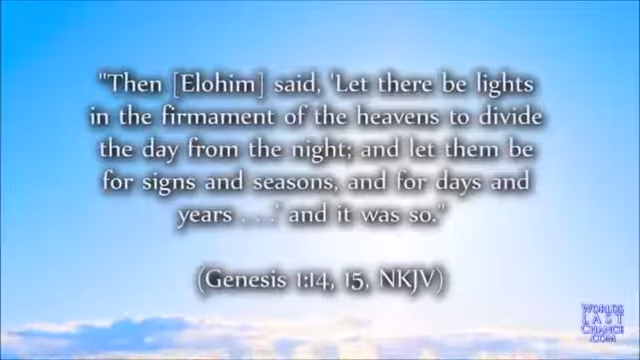 "Then [Elohim] said, 'Let there be lights
in the firmament of the heavens to divide
the day from the night; and let them be
for signs and seasons, and for days and
years . . .' and it was so."
(Genesis 1:14, 15, NKJV)
WORLDS
LAST
CHANCE
.COM